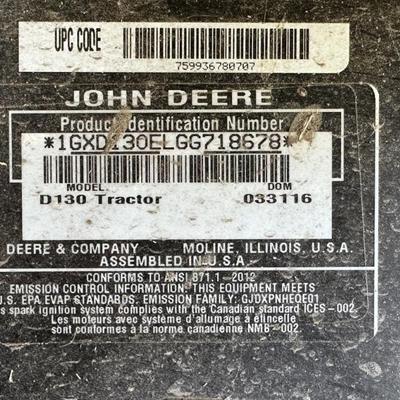 UPC CODE
759936780707
JOHN DEERE
Product Identification Number
*1GXD130ELGG718678*
MODEL DOM
D130 Tractor 033116
DEERE & COMPANY MOLINE, ILLINOIS, U.S.A.
ASSEMBLED IN U.S.A.
CONFORMS TO ANSI B71.1-2012
EMISSION CONTROL INFORMATION: THIS EQUIPMENT MEETS
U.S. EPA EVAP STANDARDS. EMISSION FAMILY: GJDXPNHEQE01
This spark ignition system complies with the Canadian standard ICES-002.
Les moteurs avec système d'allumage à étincelle
sont conformes à la norme canadienne NMB-002.